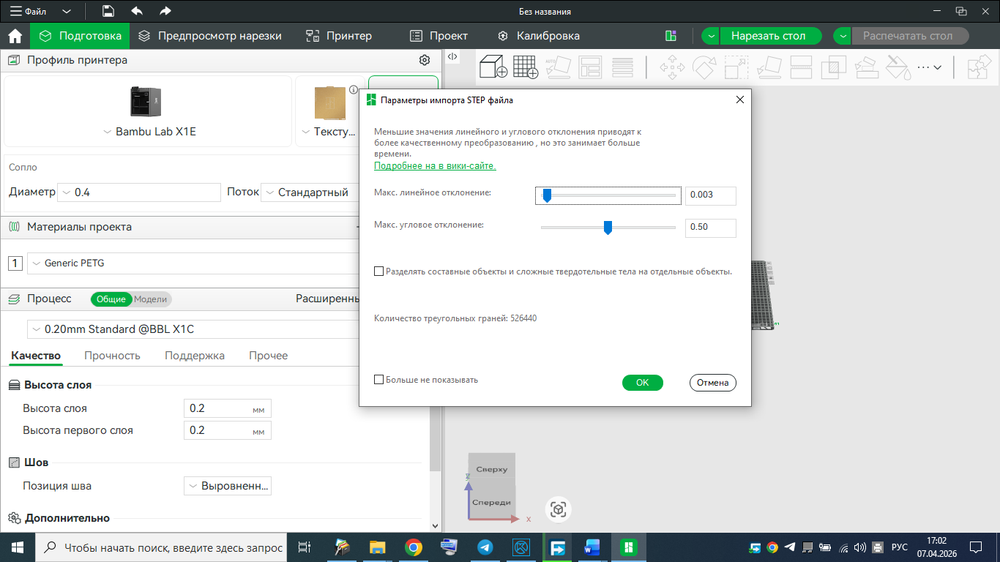 Файл
Без названия
Подготовка
Предпросмотр нарезки
Принтер
Проект
Калибровка
Нарезать стол
Распечатать стол
Профиль принтера
Bambu Lab X1E
Тексту...
Сопло
Диаметр
0.4
Поток
Стандартный
Материалы проекта
1
Generic PETG
Процесс
Общие
Модели
Расширенны
0.20mm Standard @BBL X1C
Качество
Прочность
Поддержка
Прочее
Высота слоя
Высота слоя
0.2
мм
Высота первого слоя
0.2
мм
Шов
Позиция шва
Выровненн...
Дополнительно
AUTO
Параметры импорта STEP файла
Меньшие значения линейного и углового отклонения приводят к
более качественному преобразованию , но это занимает больше
времени.
Подробнее на в вики-сайте.
Макс. линейное отклонение:
0.003
Макс. угловое отклонение:
0.50
Разделять составные объекты и сложные твердотельные тела на отдельные объекты.
Количество треугольных граней: 526440
Больше не показывать
OK
Отмена
Сверху
Спереди
Z
X
Чтобы начать поиск, введите здесь запрос
РУС
17:02
07.04.2026